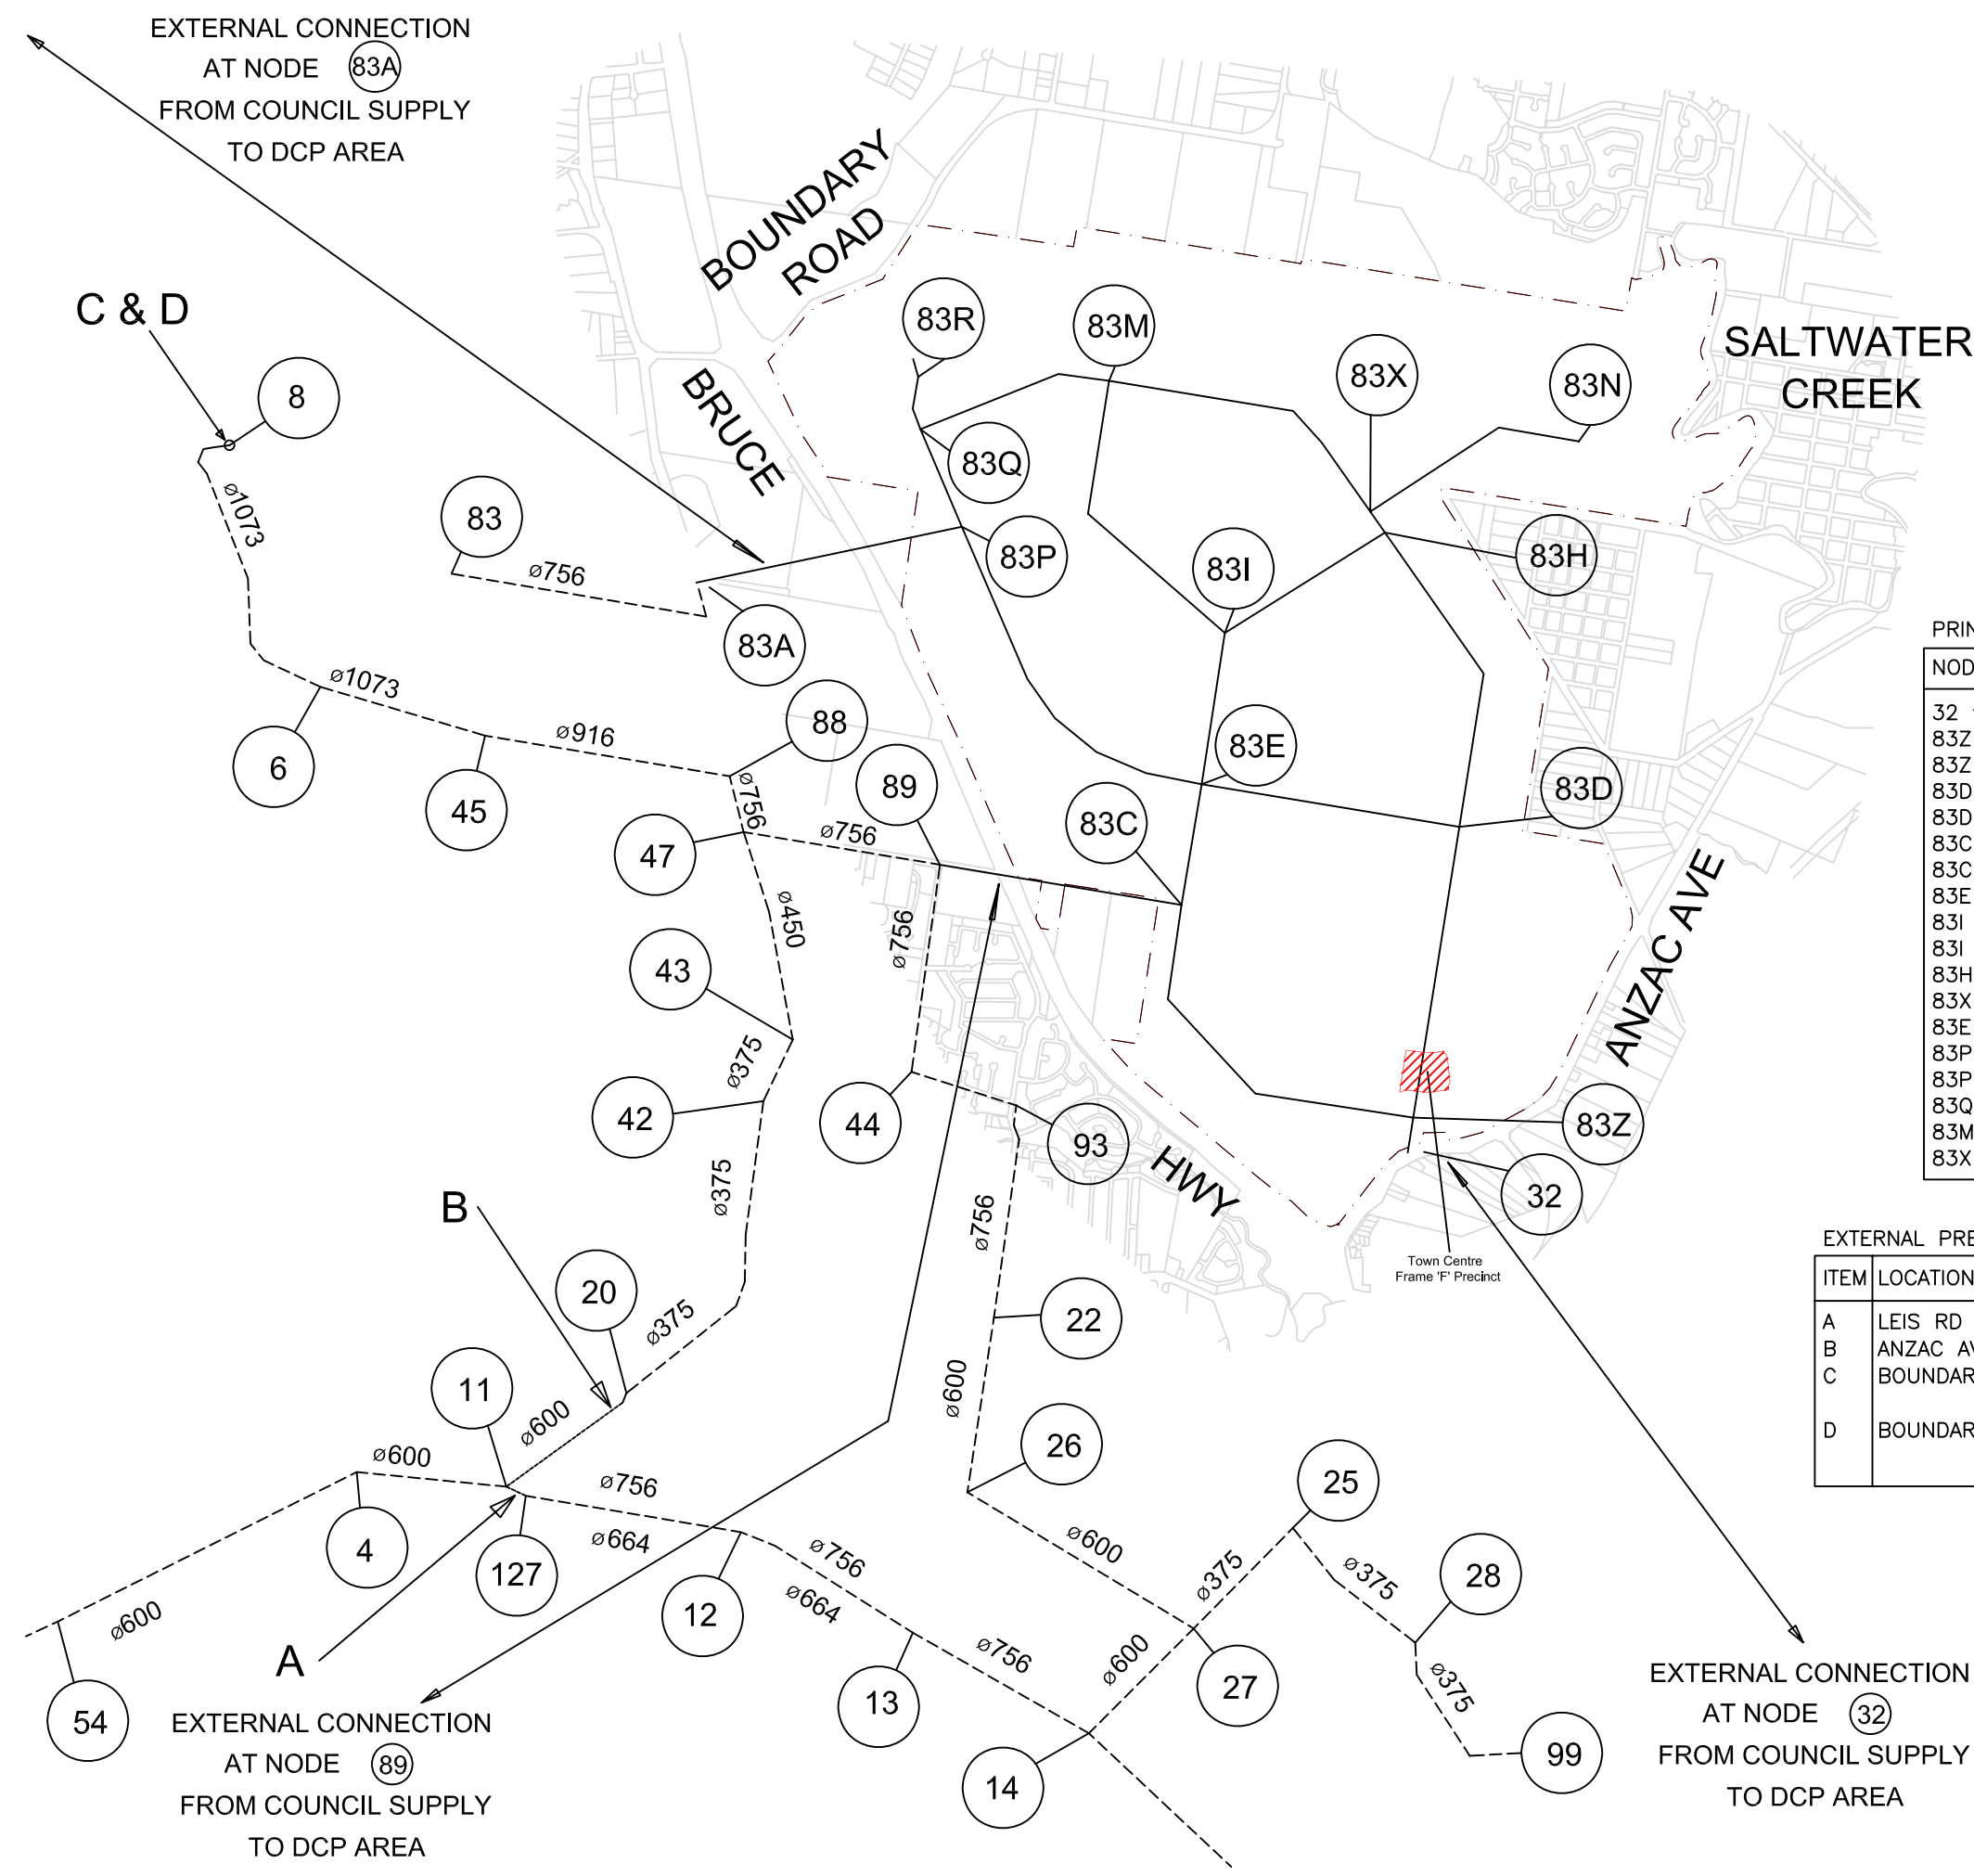 EXTERNAL CONNECTION
AT NODE 83A
FROM COUNCIL SUPPLY
TO DCP AREA
BOUNDARY
ROAD
C & D
8
BRUCE
83R
83M
83X
83N
SALTWATER
CREEK
83Q
83
ø1073
ø756
83P
83I
83H
83A
ø1073
6
45
ø916
88
ø756
47
ø756
89
83E
83D
83C
ø450
ø756
43
ø375
42
44
93
ANZAC AVE
HWY
83Z
32
Town Centre
Frame 'F' Precinct
ø375
B
20
ø375
ø756
22
ø600
26
11
ø600
ø600
4
127
ø756
ø664
12
ø756
ø664
13
ø756
14
ø600
ø600
27
ø375
25
ø375
28
ø375
99
ø600
54
A
EXTERNAL CONNECTION
AT NODE 89
FROM COUNCIL SUPPLY
TO DCP AREA
EXTERNAL CONNECTION
AT NODE 32
FROM COUNCIL SUPPLY
TO DCP AREA
PRIN
NOD
32
83Z
83Z
83D
83D
83C
83C
83E
83I
83I
83H
83X
83E
83P
83P
83Q
83M
83X
EXTERNAL PRE
ITEM LOCATION
A LEIS RD
B ANZAC AV
C BOUNDAR
D BOUNDAR